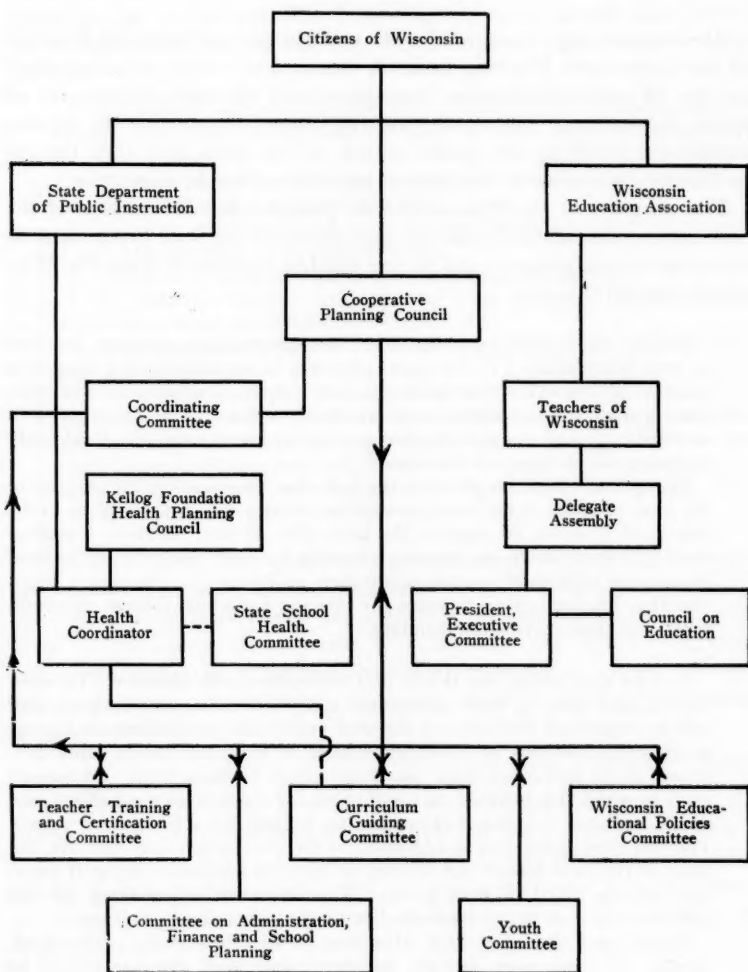 Citizens of Wisconsin
State Department
of Public Instruction
Wisconsin
Education Association
Cooperative
Planning Council
Coordinating
Committee
Teachers of
Wisconsin
Kellog Foundation
Health Planning
Council
Delegate
Assembly
Health
Coordinator
State School
Health
Committee
President,
Executive
Committee
Council on
Education
Teacher Training
and Certification
Committee
Curriculum
Guiding
Committee
Wisconsin Educa-
tional Policies
Committee
Committee on Administration,
Finance and School
Planning
Youth
Committee